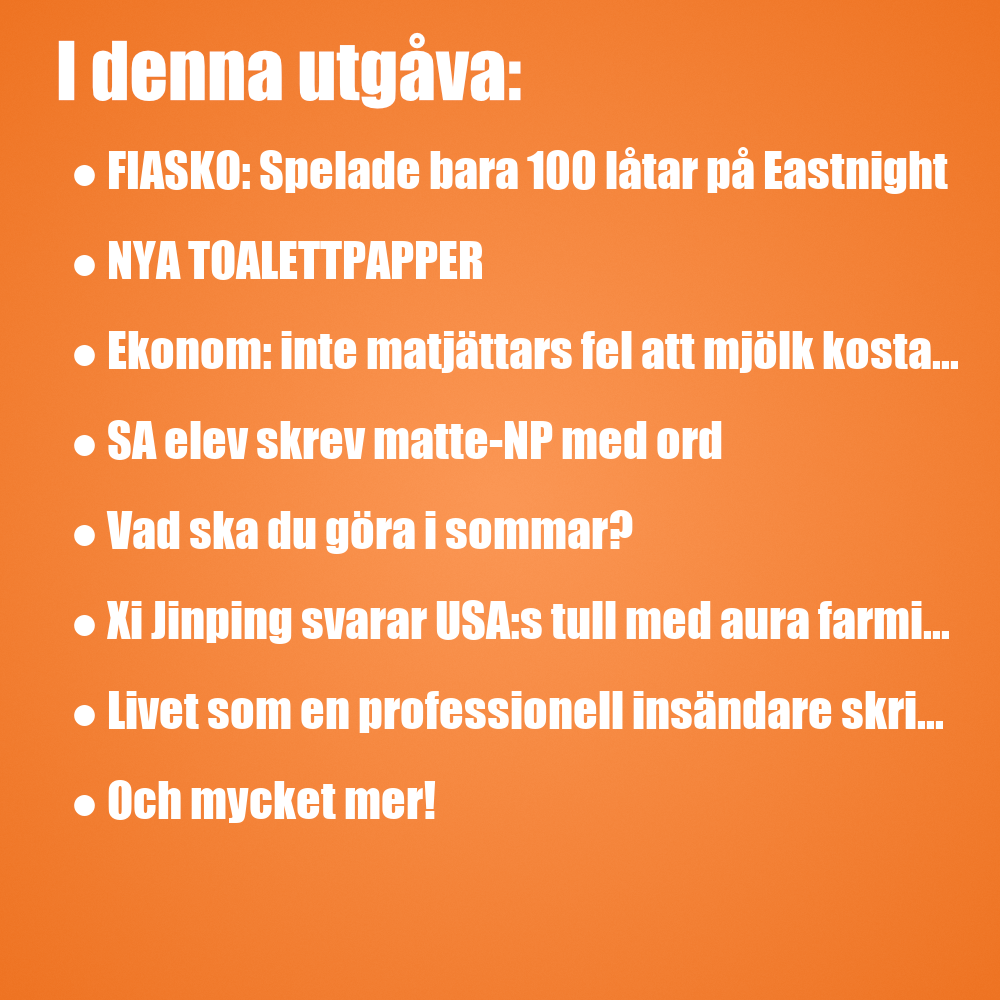 I denna utgåva:
• FIASKO: Spelade bara 100 låtar på Eastnight
• NYA TOALETTPAPPER
• Ekonom: inte matjättars fel att mjölk kosta...
• SA elev skrev matte-NP med ord
• Vad ska du göra i sommar?
• Xi Jinping svarar USA:s tull med aura farmi...
• Livet som en professionell insändare skri...
• Och mycket mer!